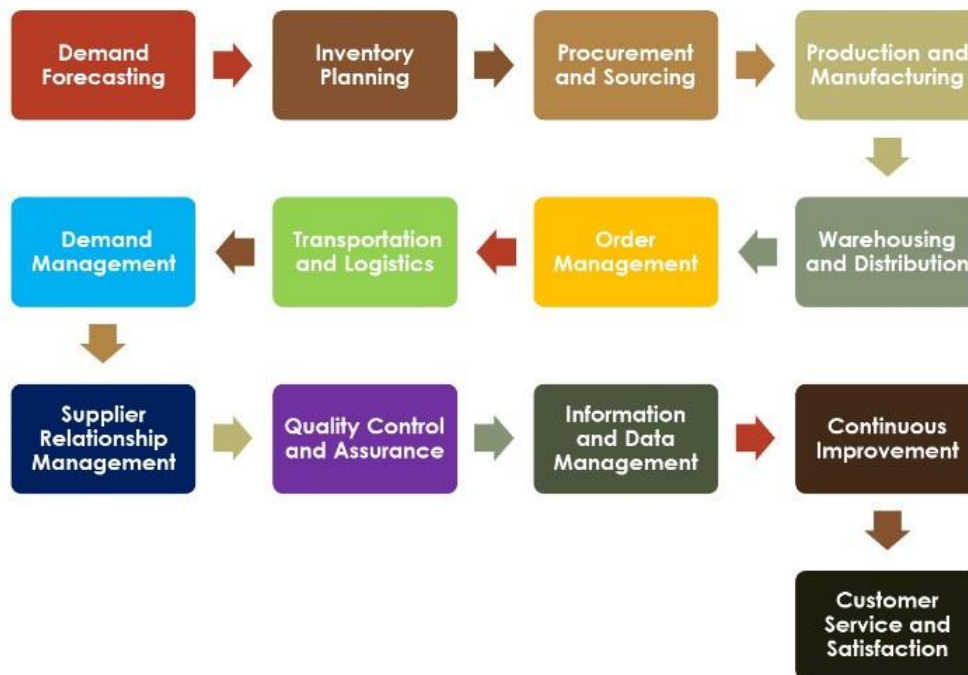 Demand
Forecasting
Inventory
Planning
Procurement
and Sourcing
Production and
Manufacturing
Demand
Management
Transportation
and Logistics
Order
Management
Warehousing
and Distribution
Supplier
Relationship
Management
Quality Control
and Assurance
Information
and Data
Management
Continuous
Improvement
Customer
Service and
Satisfaction